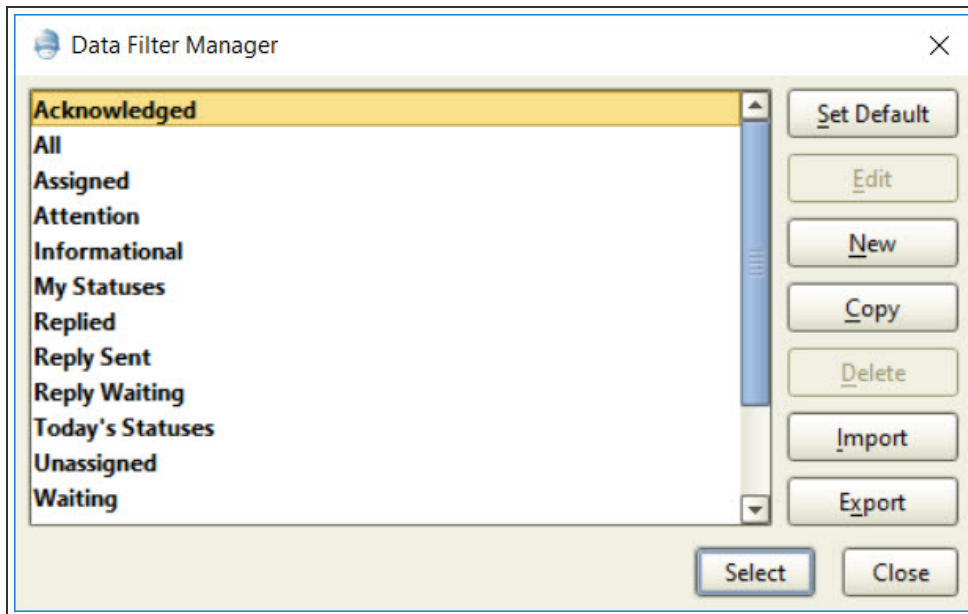 Data Filter Manager
Acknowledged
All
Assigned
Attention
Informational
My Statuses
Replied
Reply Sent
Reply Waiting
Today's Statuses
Unassigned
Waiting
Set Default
Edit
New
Copy
Delete
Import
Export
Select
Close